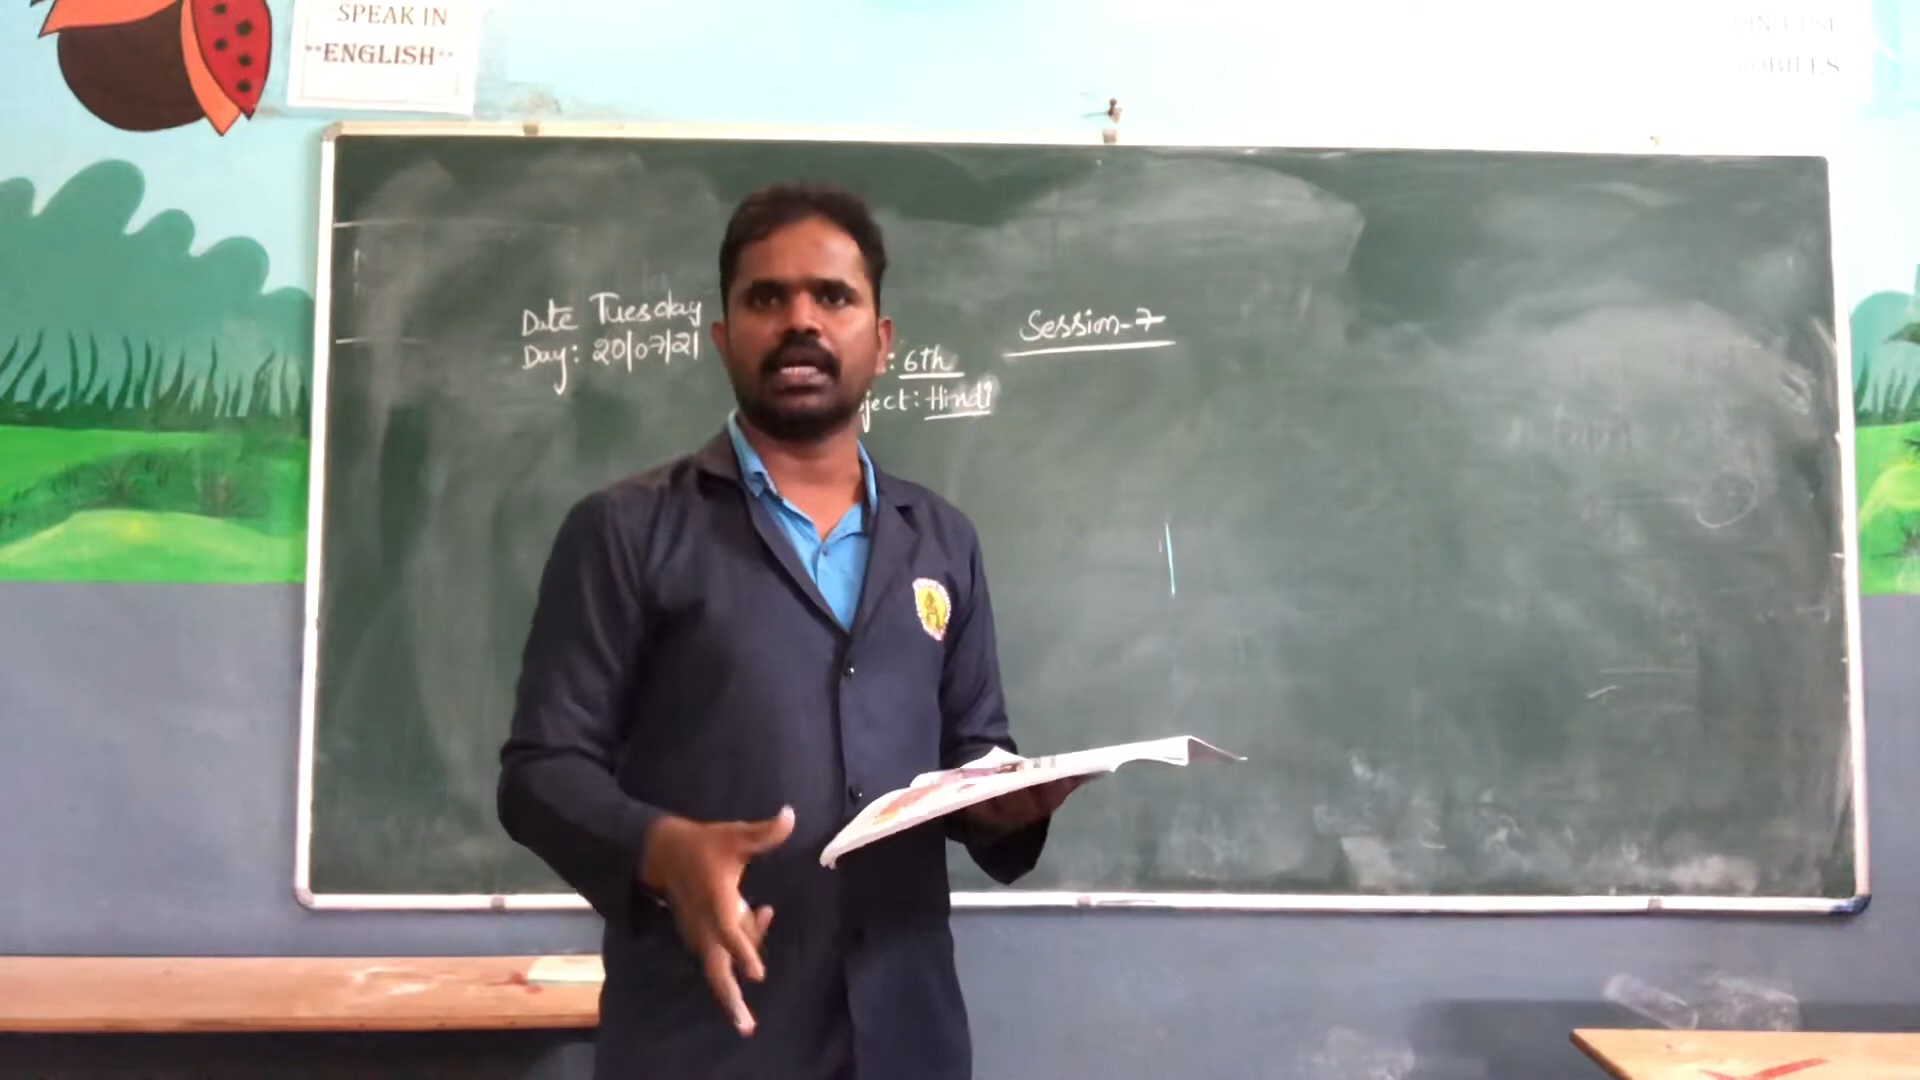 SPEAK IN
"ENGLISH"
Date Tuesday
Day: 20/07/21
: 6th
ject: Hindi
Session-7